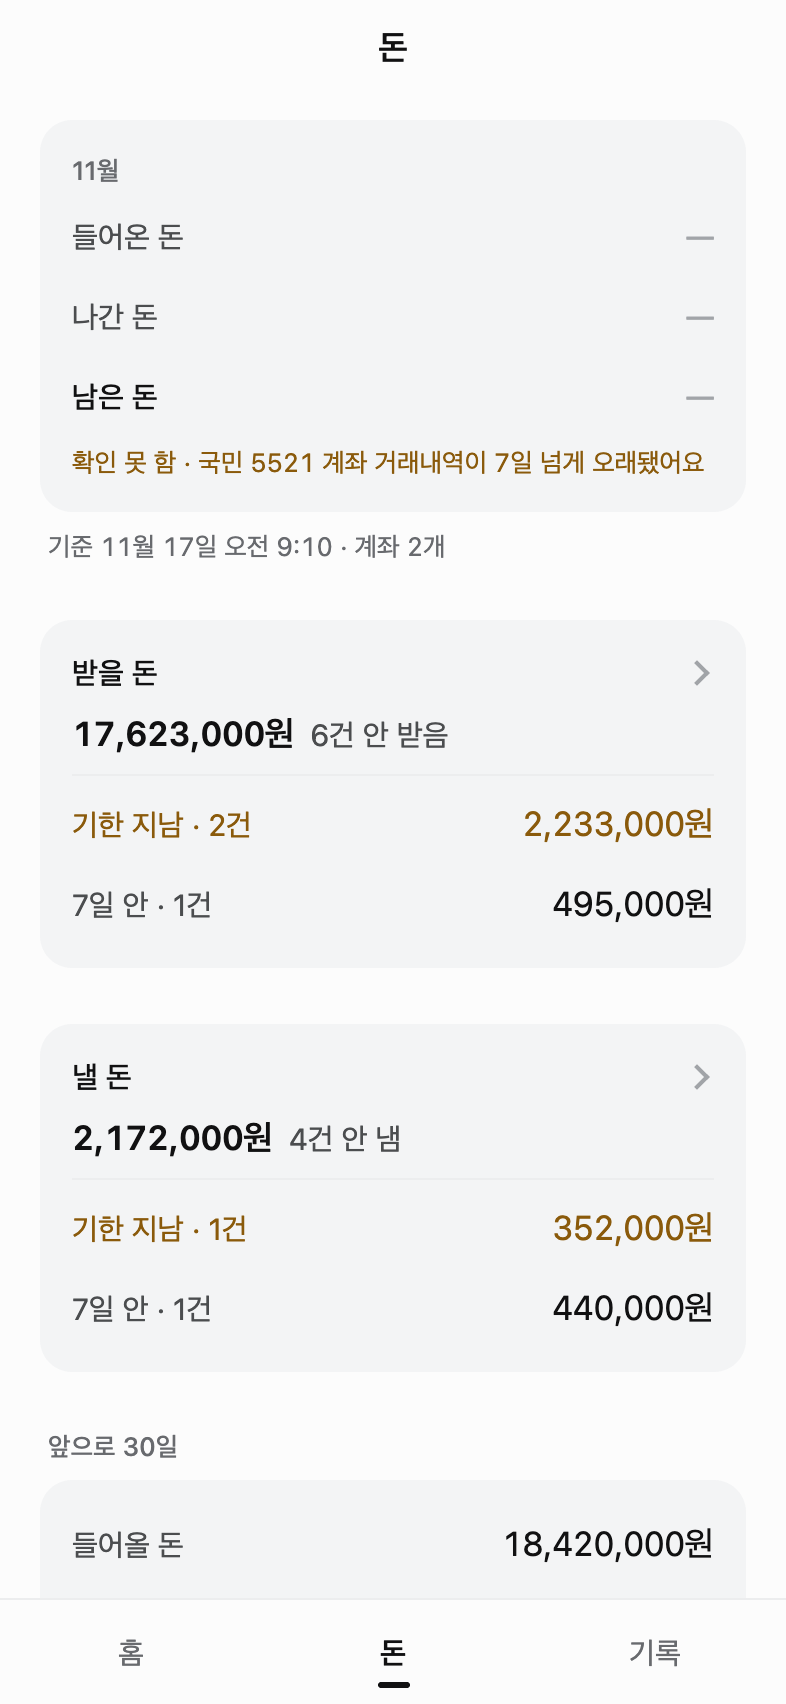 돈
11월
들어온 돈 —
나간 돈 —
남은 돈 —
확인 못 함 · 국민 5521 계좌 거래내역이 7일 넘게 오래됐어요
기준 11월 17일 오전 9:10 · 계좌 2개
받을 돈
17,623,000원 6건 안 받음
기한 지남 · 2건 2,233,000원
7일 안 · 1건 495,000원
낼 돈
2,172,000원 4건 안 냄
기한 지남 · 1건 352,000원
7일 안 · 1건 440,000원
앞으로 30일
들어올 돈 18,420,000원
홈 돈 기록